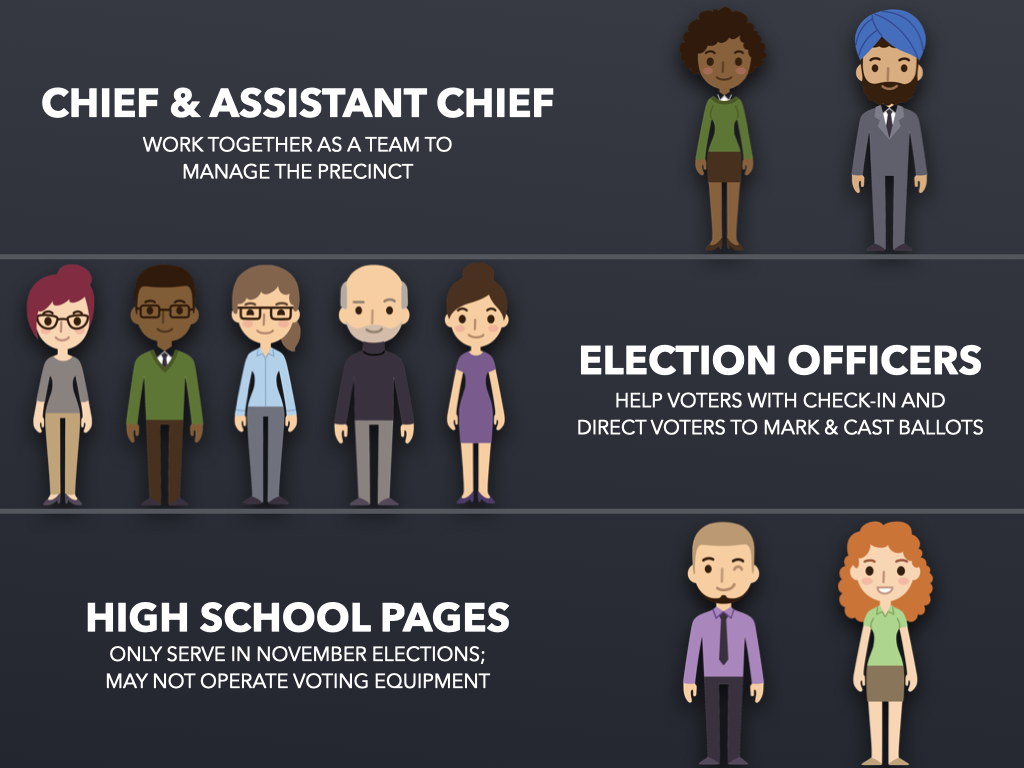 CHIEF & ASSISTANT CHIEF
WORK TOGETHER AS A TEAM TO
MANAGE THE PRECINCT
ELECTION OFFICERS
HELP VOTERS WITH CHECK-IN AND
DIRECT VOTERS TO MARK & CAST BALLOTS
HIGH SCHOOL PAGES
ONLY SERVE IN NOVEMBER ELECTIONS;
MAY NOT OPERATE VOTING EQUIPMENT